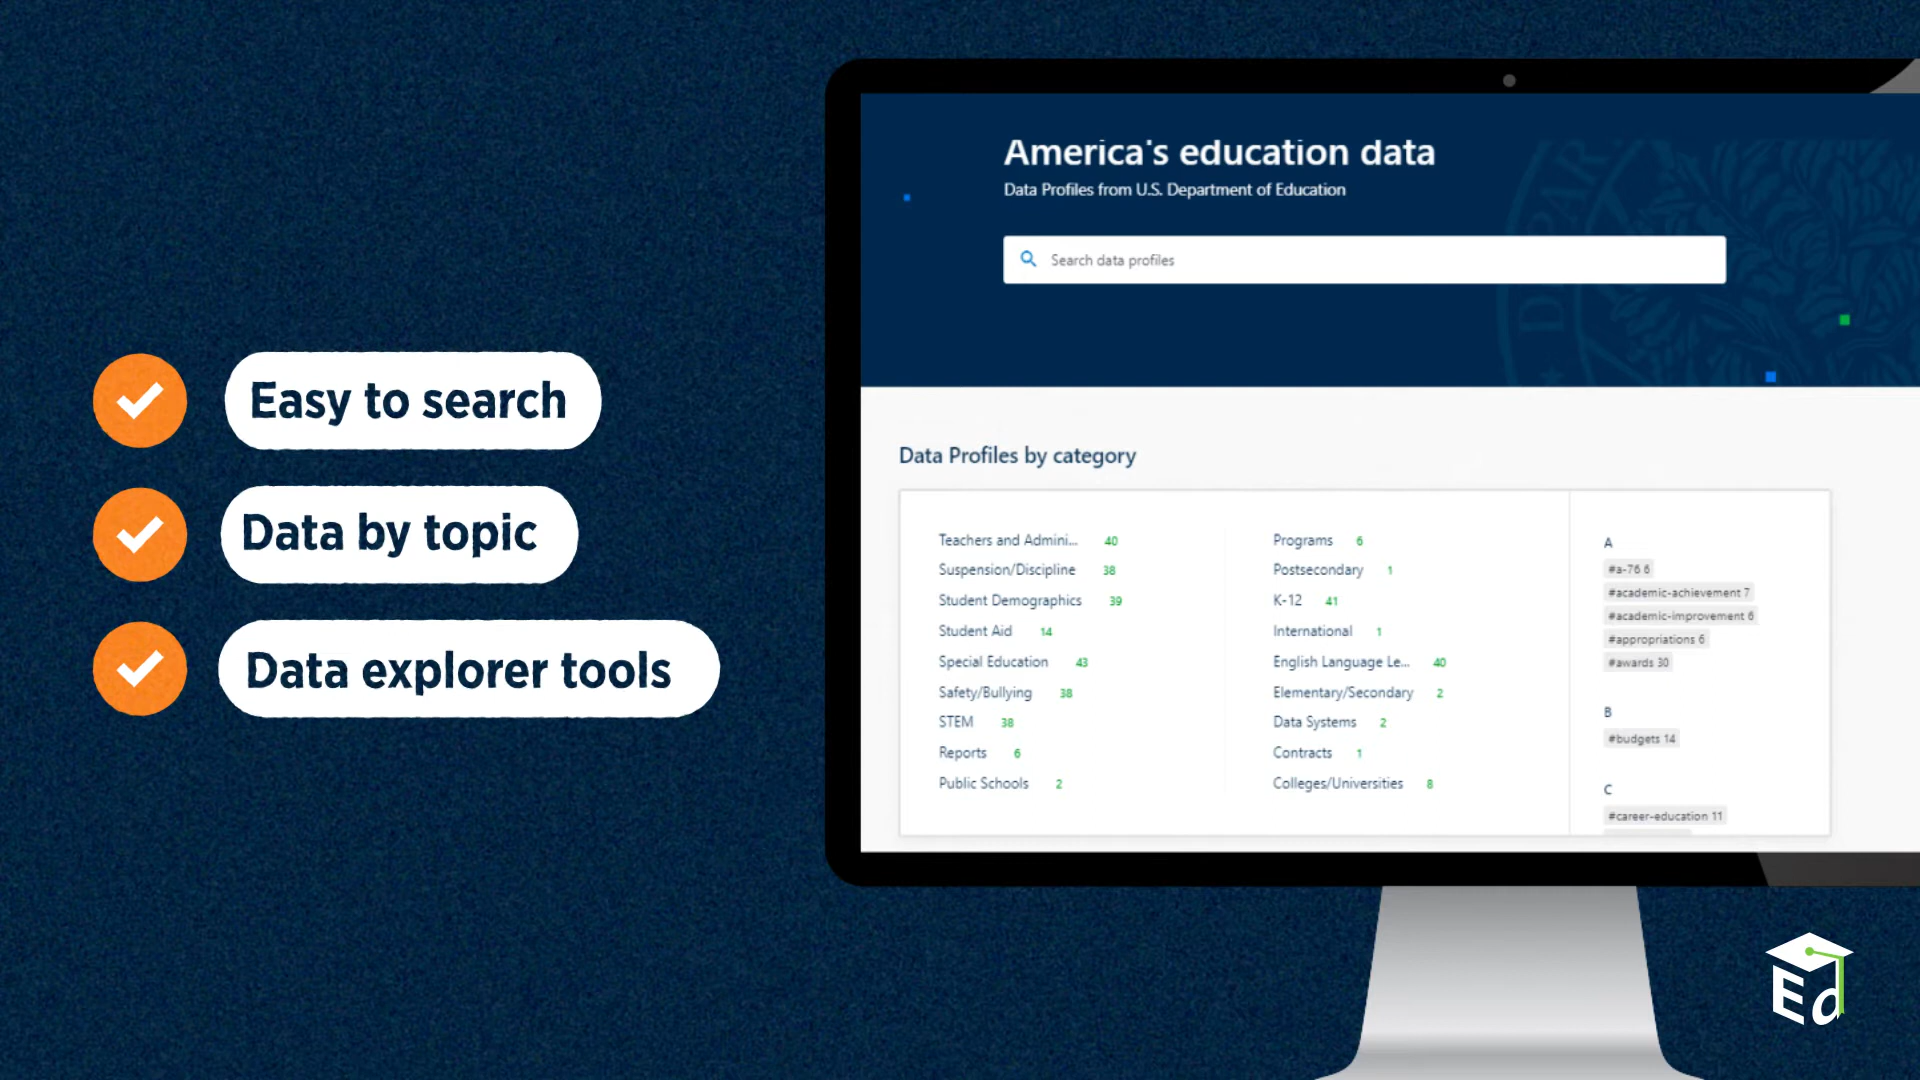 Easy to search
Data by topic
Data explorer tools
America's education data
Data Profiles from U.S. Department of Education
Search data profiles
Data Profiles by category
Teachers and Admini... 40
Suspension/Discipline 38
Student Demographics 39
Student Aid 14
Special Education 43
Safety/Bullying 38
STEM 38
Reports 6
Public Schools 2
Programs 6
Postsecondary 1
K-12 41
International 1
English Language Le... 40
Elementary/Secondary 2
Data Systems 2
Contracts 1
Colleges/Universities 8
A
#a-76 6
#academic-achievement 7
#academic-improvement 6
#appropriations 6
#awards 30
B
#budgets 14
C
#career-education 11
Ed